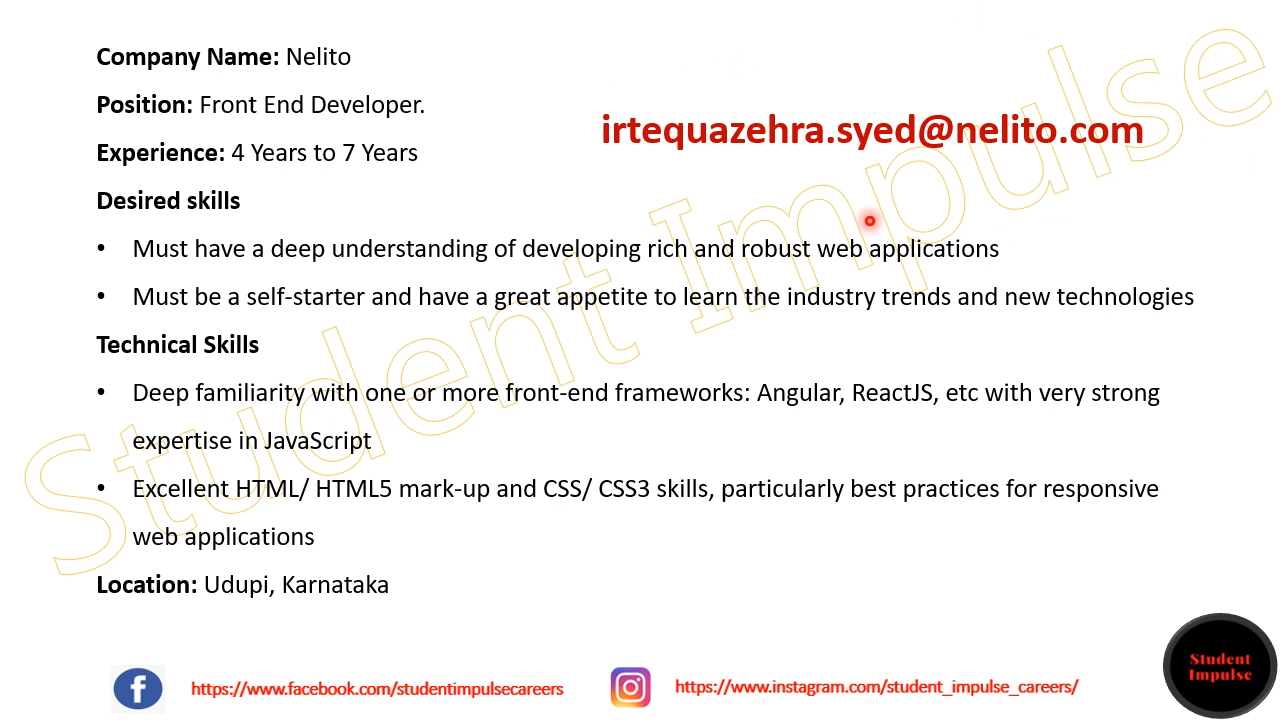 Company Name: Nelito
Position: Front End Developer.
irtequazehra.syed@nelito.com
Experience: 4 Years to 7 Years
Desired skills
• Must have a deep understanding of developing rich and robust web applications
• Must be a self-starter and have a great appetite to learn the industry trends and new technologies
Technical Skills
• Deep familiarity with one or more front-end frameworks: Angular, ReactJS, etc with very strong
expertise in JavaScript
• Excellent HTML/ HTML5 mark-up and CSS/ CSS3 skills, particularly best practices for responsive
web applications
Location: Udupi, Karnataka
Student Impulse
https://www.facebook.com/studentimpulsecareers
https://www.instagram.com/student_impulse_careers/
Student
Impulse